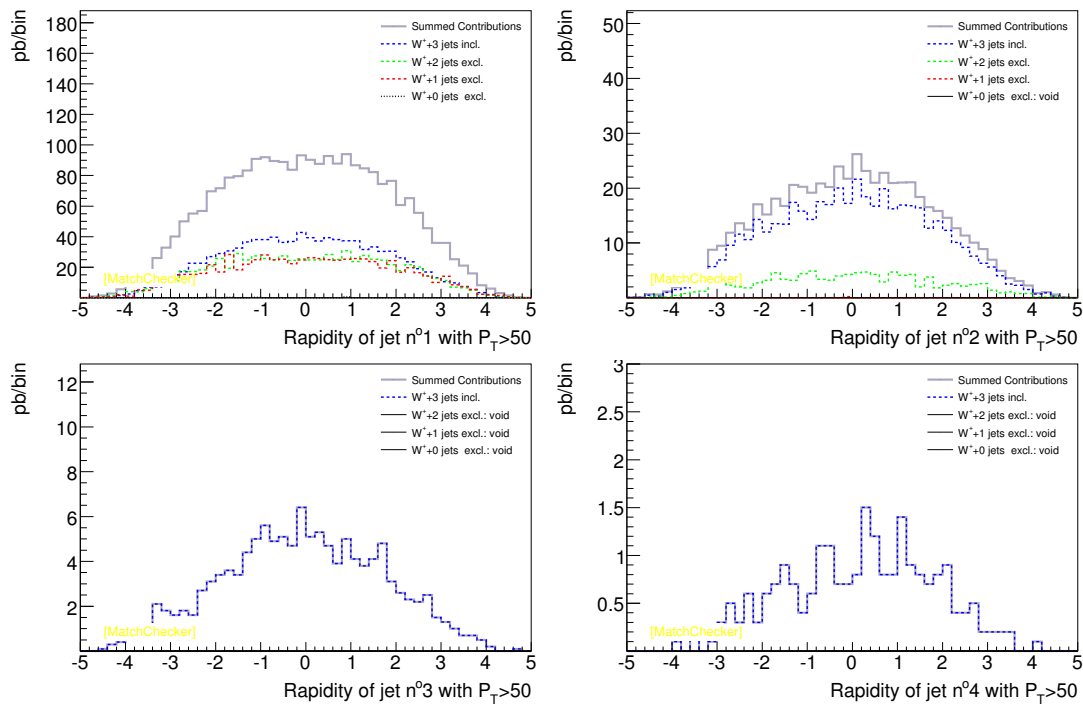 pb/bin
180
160
140
120
100
80
60
40
20
Summed Contributions
W⁺+3 jets incl.
W⁺+2 jets excl.
W⁺+1 jets excl.
W⁺+0 jets  excl.
[MatchChecker]
-5 -4 -3 -2 -1 0 1 2 3 4 5
Rapidity of jet nº1 with P_T>50
pb/bin
50
40
30
20
10
Summed Contributions
W⁺+3 jets incl.
W⁺+2 jets excl.
W⁺+1 jets excl.
W⁺+0 jets  excl.: void
[MatchChecker]
-5 -4 -3 -2 -1 0 1 2 3 4 5
Rapidity of jet nº2 with P_T>50
pb/bin
12
10
8
6
4
2
Summed Contributions
W⁺+3 jets incl.
W⁺+2 jets excl.: void
W⁺+1 jets excl.: void
W⁺+0 jets  excl.: void
[MatchChecker]
-5 -4 -3 -2 -1 0 1 2 3 4 5
Rapidity of jet nº3 with P_T>50
pb/bin
3
2.5
2
1.5
1
0.5
Summed Contributions
W⁺+3 jets incl.
W⁺+2 jets excl.: void
W⁺+1 jets excl.: void
W⁺+0 jets  excl.: void
[MatchChecker]
-5 -4 -3 -2 -1 0 1 2 3 4 5
Rapidity of jet nº4 with P_T>50